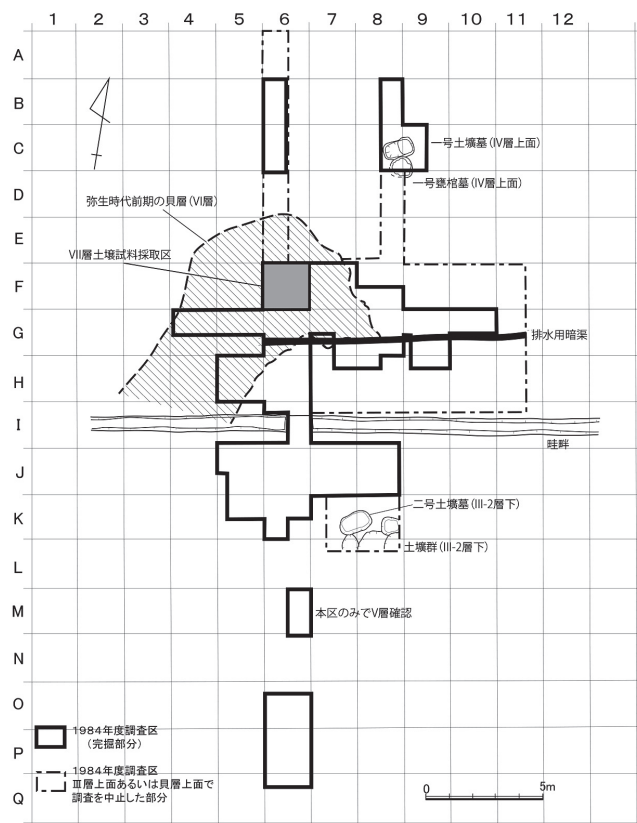 1 2 3 4 5 6 7 8 9 10 11 12
A
B
C
一号土壙墓(IV層上面)
一号甕棺墓(IV層上面)
D
弥生時代前期の貝層(VI層)
E
VII層土壌試料採取区
F
G
排水用暗渠
H
I
畦畔
J
K
二号土壙墓(III-2層下)
土壙群(III-2層下)
L
M
本区のみでV層確認
N
O
P
Q
1984年度調査区
(完掘部分)
1984年度調査区
Ⅲ層上面あるいは貝層上面で
調査を中止した部分
0 5m